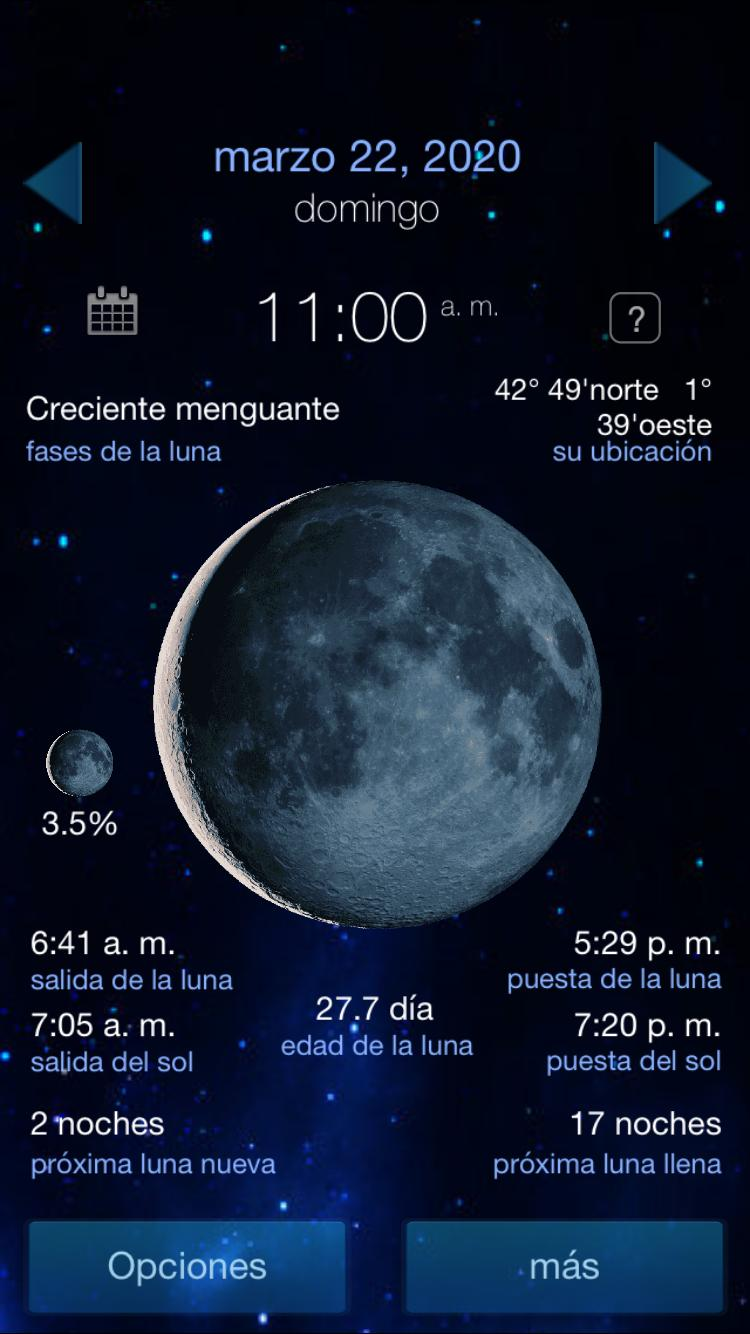 marzo 22, 2020
domingo
11:00 a. m.
?
Creciente menguante
fases de la luna
42° 49'norte 1°
39'oeste
su ubicación
3.5%
6:41 a. m.
salida de la luna
5:29 p. m.
puesta de la luna
7:05 a. m.
salida del sol
27.7 día
edad de la luna
7:20 p. m.
puesta del sol
2 noches
próxima luna nueva
17 noches
próxima luna llena
Opciones
más